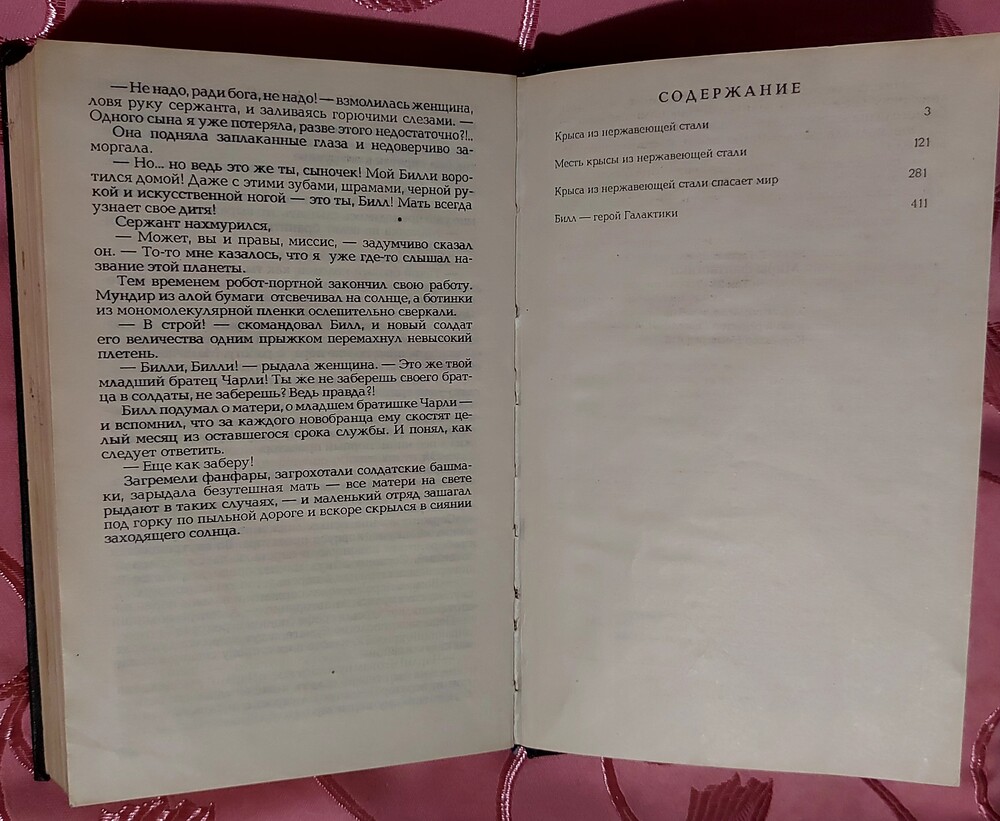 — Не надо, ради бога, не надо! — взмолилась женщина,
ловя руку сержанта, и заливаясь горючими слезами. —
Одного сына я уже потеряла, разве этого недостаточно?!..
Она подняла заплаканные глаза и недоверчиво за-
моргала.
— Но... но ведь это же ты, сыночек! Мой Билли воро-
тился домой! Даже с этими зубами, шрамами, черной ру-
кой и искусственной ногой — это ты, Билл! Мать всегда
узнает свое дитя!
Сержант нахмурился,
— Может, вы и правы, миссис, — задумчиво сказал
он. — То-то мне казалось, что я уже где-то слышал на-
звание этой планеты.
Тем временем робот-портной закончил свою работу.
Мундир из алой бумаги отсвечивал на солнце, а ботинки
из мономолекулярной пленки ослепительно сверкали.
— В строй! — скомандовал Билл, и новый солдат
его величества одним прыжком перемахнул невысокий
плетень.
— Билли, Билли! — рыдала женщина. — Это же твой
младший братец Чарли! Ты же не заберешь своего брат-
ца в солдаты, не заберешь? Ведь правда?!
Билл подумал о матери, о младшем братишке Чарли —
и вспомнил, что за каждого новобранца ему скостят це-
лый месяц из оставшегося срока службы. И понял, как
следует ответить.
— Еще как заберу!
Загремели фанфары, загрохотали солдатские башма-
ки, зарыдала безутешная мать — все матери на свете
рыдают в таких случаях, — и маленький отряд зашагал
под горку по пыльной дороге и вскоре скрылся в сиянии
заходящего солнца.
СОДЕРЖАНИЕ
Крыса из нержавеющей стали 3
Месть крысы из нержавеющей стали 121
Крыса из нержавеющей стали спасает мир 281
Билл — герой Галактики 411